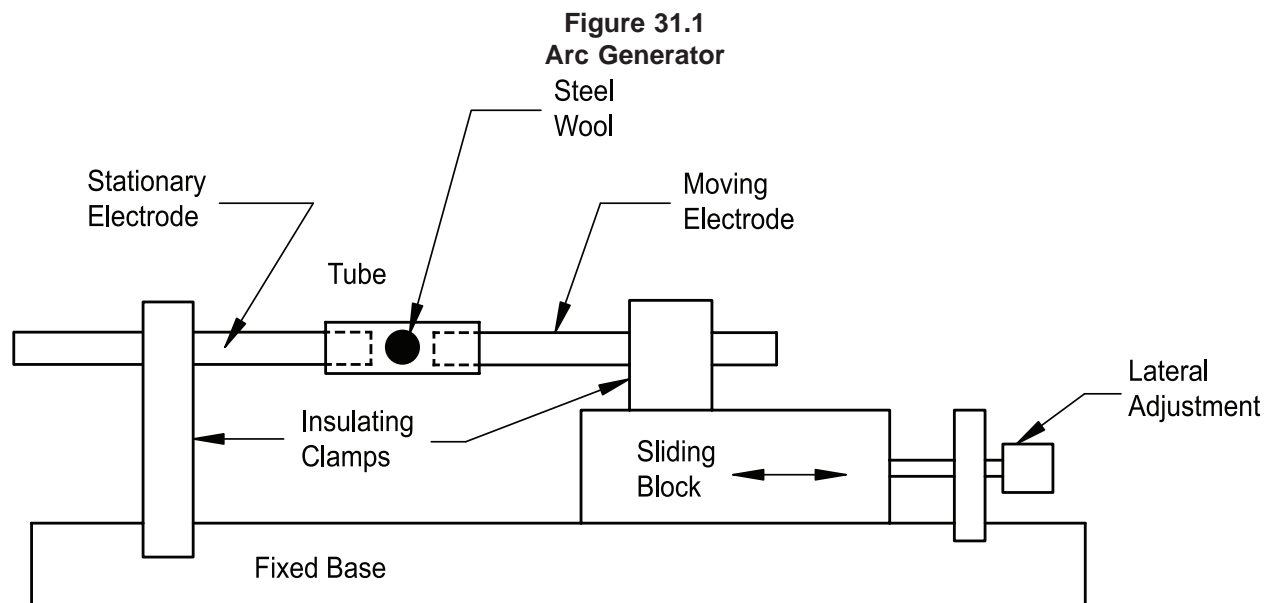 Figure 31.1
Arc Generator
Steel
Wool
Stationary
Electrode
Moving
Electrode
Tube
Lateral
Adjustment
Insulating
Clamps
Sliding
Block
Fixed Base